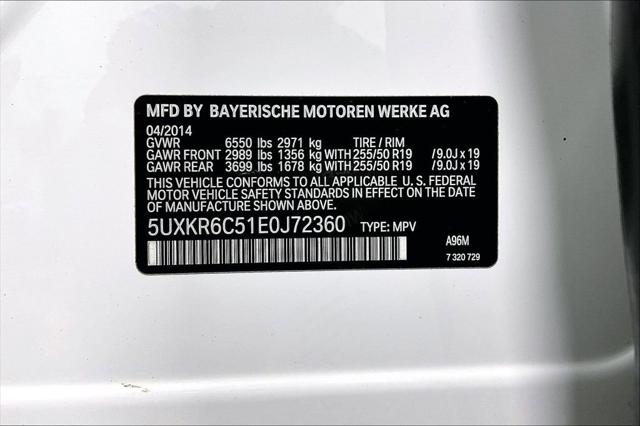 MFD BY BAYERISCHE MOTOREN WERKE AG
04/2014
GVWR 6550 lbs 2971 kg TIRE / RIM
GAWR FRONT 2989 lbs 1356 kg WITH 255/50 R19 /9.0J x 19
GAWR REAR 3699 lbs 1678 kg WITH 255/50 R19 /9.0J x 19
THIS VEHICLE CONFORMS TO ALL APPLICABLE U.S. FEDERAL
MOTOR VEHICLE SAFETY STANDARDS IN EFFECT ON THE DATE
OF MANUFACTURE SHOWN ABOVE.
5UXKR6C51E0J72360 TYPE: MPV
A96M
7 320 729